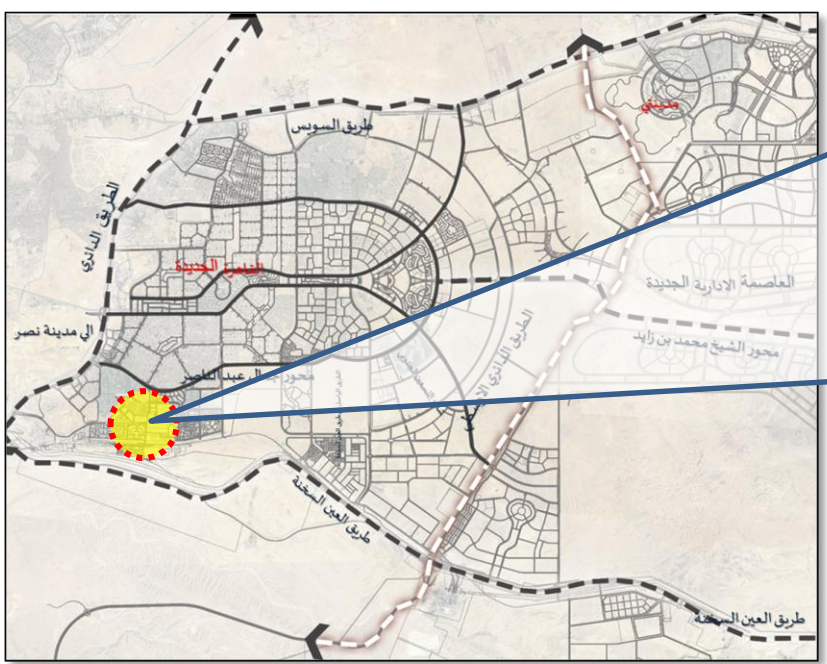 مدينتي
طريق السويس
الطريق الدائري
القاهرة الجديدة
العاصمة الادارية الجديدة
الي مدينة نصر
محور الشيخ محمد بن زايد
الطريق الدائري
محور
ال عبد الناصر
طريق العين السخنة
طريق العين السخنة